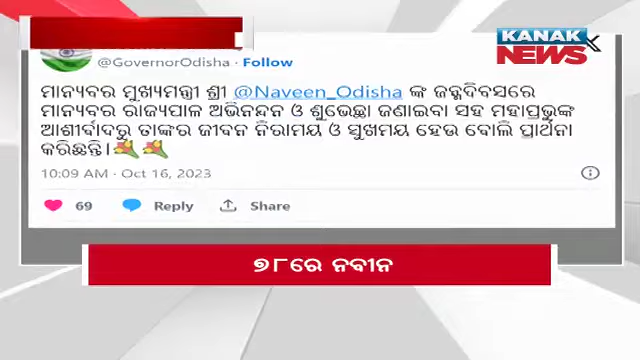 KANAK
NEWS
@GovernorOdisha · Follow
ମାନ୍ୟବର ମୁଖ୍ୟମନ୍ତ୍ରୀ ଶ୍ରୀ @Naveen_Odisha ଙ୍କ ଜନ୍ମଦିବସରେ
ମାନ୍ୟବର ରାଜ୍ୟପାଳ ଅଭିନନ୍ଦନ ଓ ଶୁଭେଚ୍ଛା ଜଣାଇବା ସହ ମହାପ୍ରଭୁଙ୍କ
ଆଶୀର୍ବାଦରୁ ତାଙ୍କର ଜୀବନ ନିରାମୟ ଓ ସୁଖମୟ ହେଉ ବୋଲି ପ୍ରାର୍ଥନା
କରିଛନ୍ତି।💐 💐
10:09 AM · Oct 16, 2023
69 Reply Share
୭୮ରେ ନବୀନ